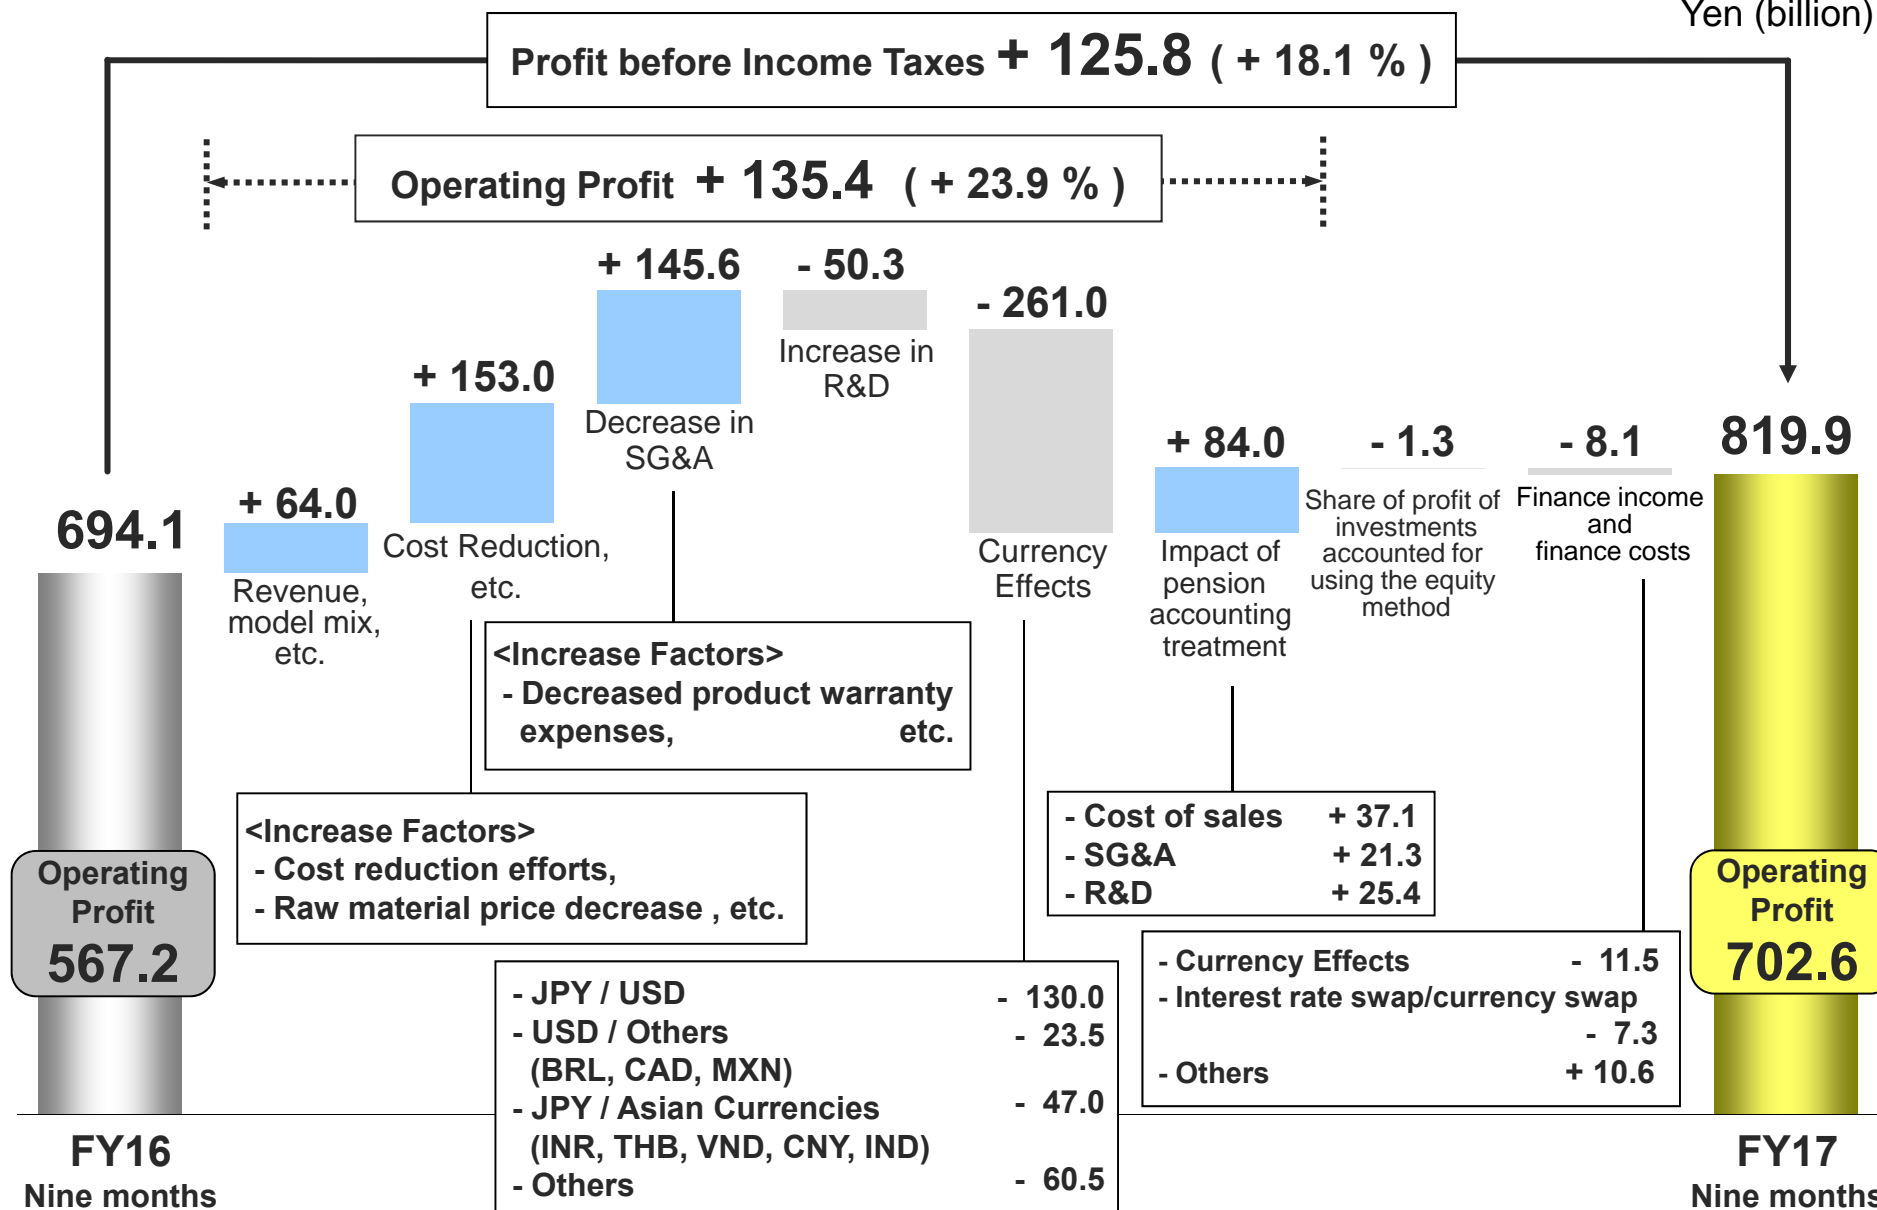 Yen (billion)
Profit before Income Taxes + 125.8 ( + 18.1 % )
Operating Profit + 135.4 ( + 23.9 % )
694.1
+ 64.0
Revenue,
model mix,
etc.
+ 153.0
Cost Reduction,
etc.
+ 145.6
Decrease in
SG&A
- 50.3
Increase in
R&D
- 261.0
Currency
Effects
+ 84.0
Impact of
pension
accounting
treatment
- 1.3
Share of profit of
investments
accounted for
using the equity
method
- 8.1
Finance income
and
finance costs
819.9
<Increase Factors>
- Decreased product warranty
expenses, etc.
<Increase Factors>
- Cost reduction efforts,
- Raw material price decrease , etc.
- Cost of sales + 37.1
- SG&A + 21.3
- R&D + 25.4
- Currency Effects - 11.5
- Interest rate swap/currency swap
- 7.3
- Others + 10.6
- JPY / USD - 130.0
- USD / Others - 23.5
(BRL, CAD, MXN)
- JPY / Asian Currencies - 47.0
(INR, THB, VND, CNY, IND)
- Others - 60.5
Operating
Profit
567.2
Operating
Profit
702.6
FY16
Nine months
FY17
Nine months